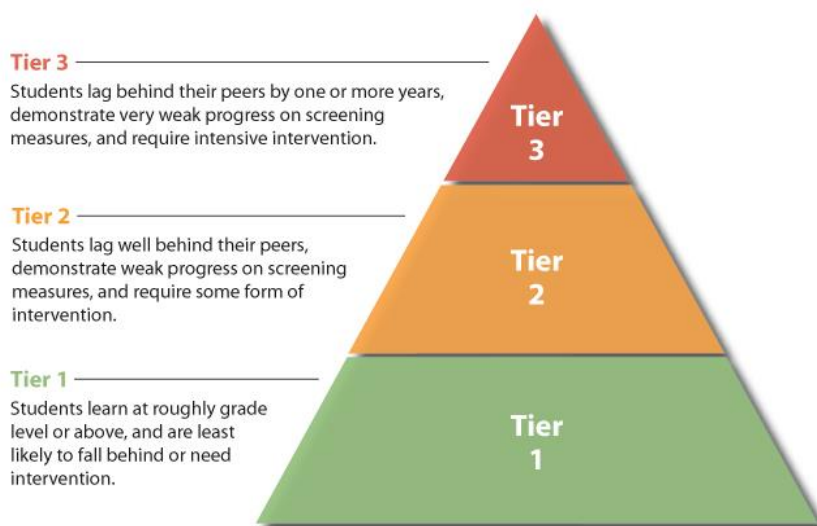 Tier 3
Students lag behind their peers by one or more years,
demonstrate very weak progress on screening
measures, and require intensive intervention.
Tier
3
Tier 2
Students lag well behind their peers,
demonstrate weak progress on screening
measures, and require some form of
intervention.
Tier
2
Tier 1
Students learn at roughly grade
level or above, and are least
likely to fall behind or need
intervention.
Tier
1